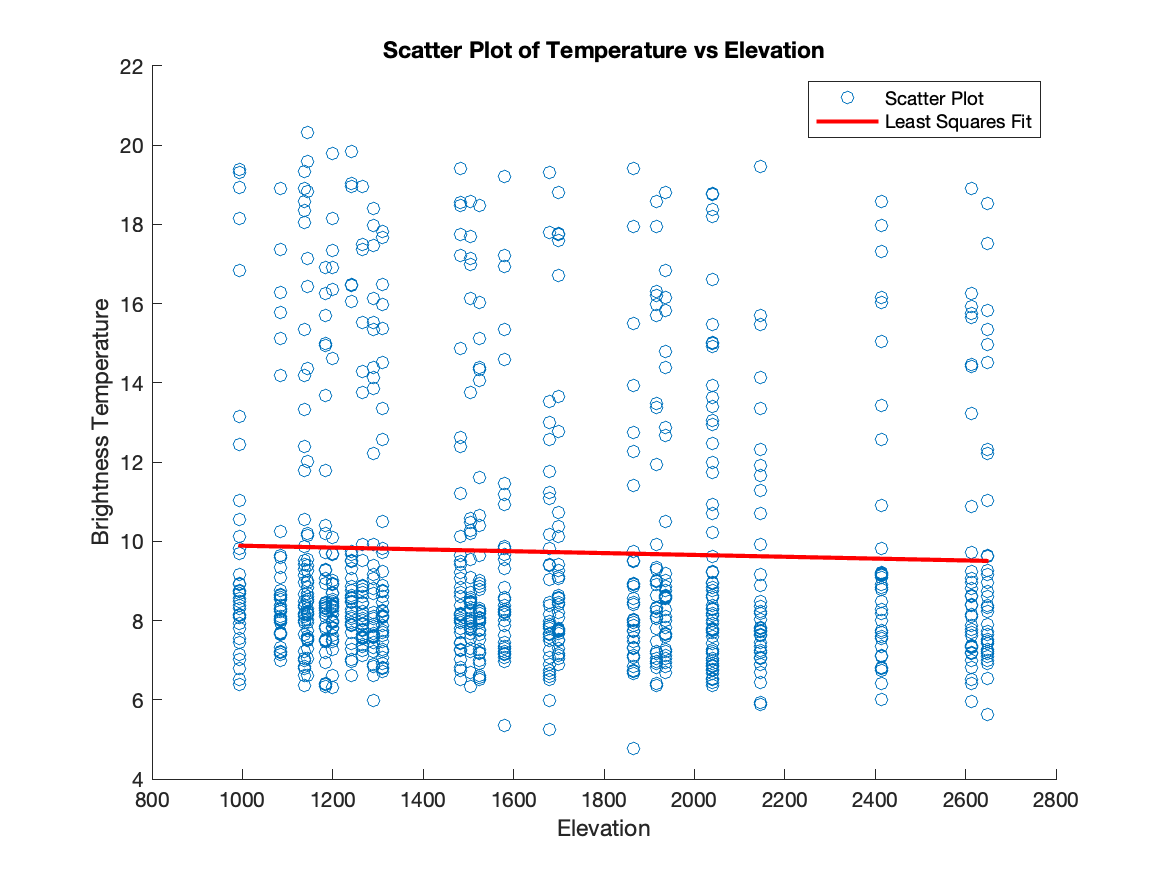 Scatter Plot of Temperature vs Elevation
22
20
18
16
14
12
10
8
6
4
Brightness Temperature
Scatter Plot
Least Squares Fit
800 1000 1200 1400 1600 1800 2000 2200 2400 2600 2800
Elevation